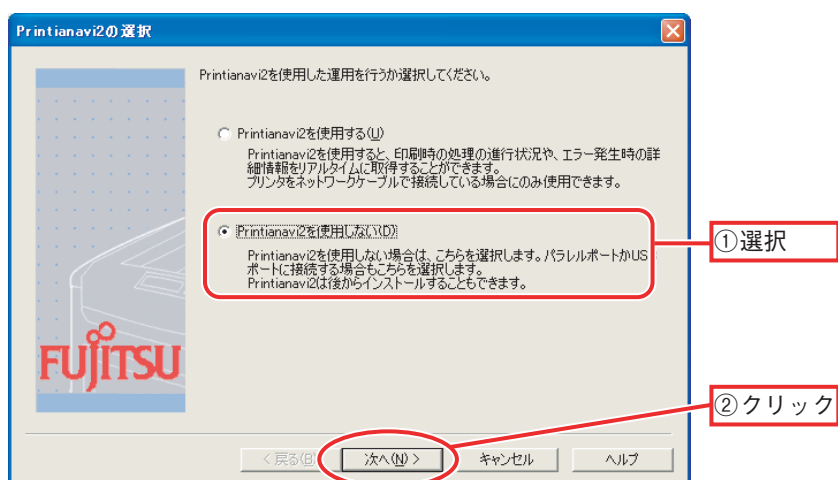 Printianavi2の選択
Printianavi2を使用した運用を行うか選択してください。
Printianavi2を使用する(U)
Printianavi2を使用すると、印刷時の処理の進行状況や、エラー発生時の詳
細情報をリアルタイムに取得することができます。
プリンタをネットワークケーブルで接続している場合にのみ使用できます。
Printianavi2を使用しない(D)
Printianavi2を使用しない場合は、こちらを選択します。パラレルポートかUS
ポートに接続する場合もこちらを選択します。
Printianavi2は後からインストールすることもできます。
①選択
FUJITSU
②クリック
< 戻る(B)
次へ(N) >
キャンセル
ヘルプ